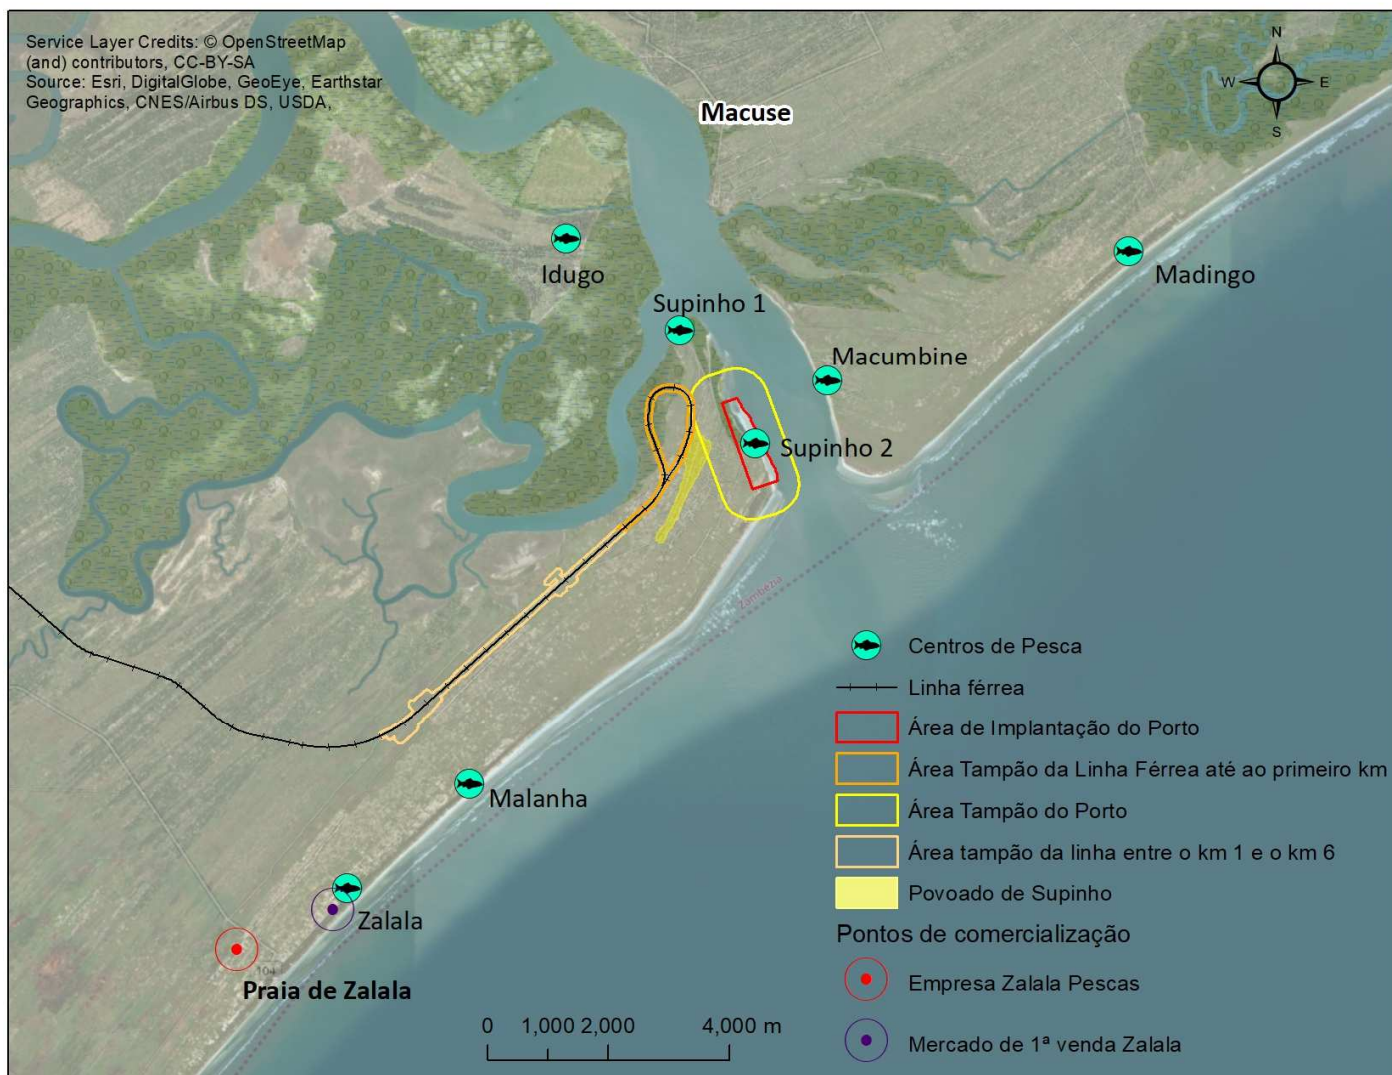 Service Layer Credits: © OpenStreetMap
(and) contributors, CC-BY-SA
Source: Esri, DigitalGlobe, GeoEye, Earthstar
Geographics, CNES/Airbus DS, USDA,
N
W
E
S
Macuse
Idugo
Madingo
Supinho 1
Macumbine
Supinho 2
Zambézia
Malanha
Zalala
104
Praia de Zalala
Centros de Pesca
Linha férrea
Área de Implantação do Porto
Área Tampão da Linha Férrea até ao primeiro km
Área Tampão do Porto
Área tampão da linha entre o km 1 e o km 6
Povoado de Supinho
Pontos de comercialização
Empresa Zalala Pescas
Mercado de 1ª venda Zalala
0 1,000 2,000 4,000 m